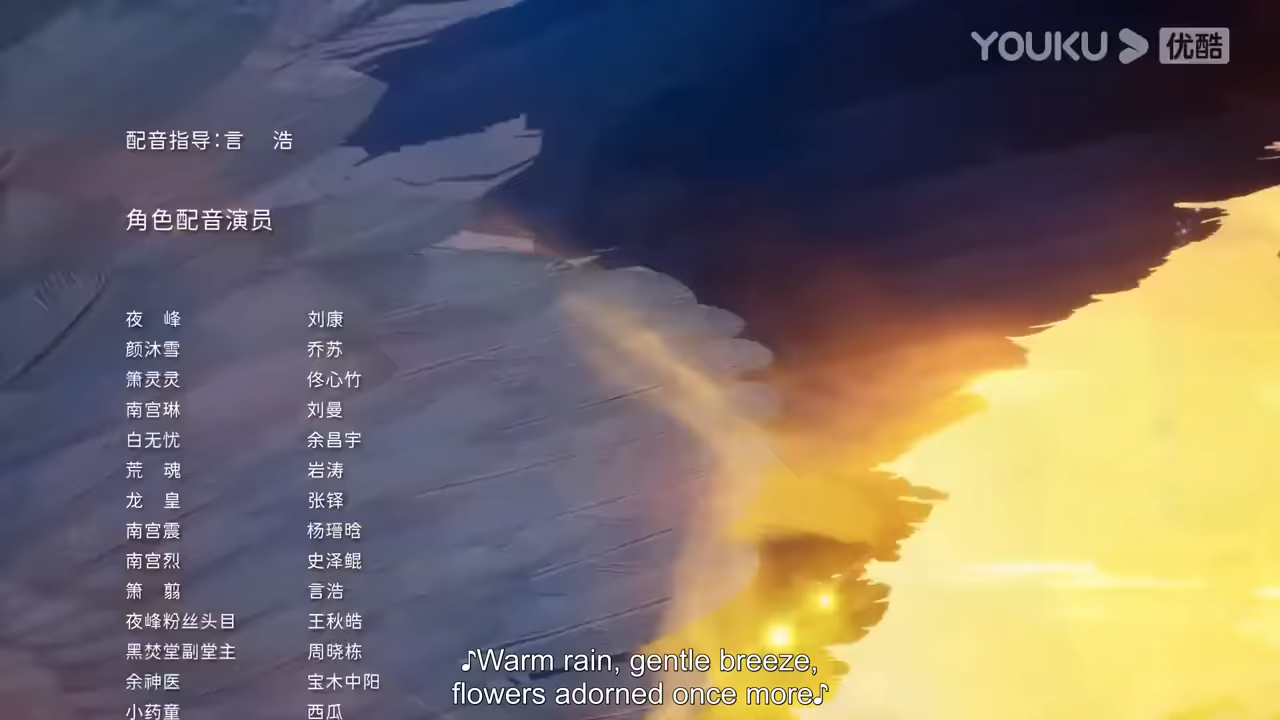 YOUKU 优酷
配音指导:言 浩
角色配音演员
夜 峰 刘康
颜沐雪 乔苏
箫灵灵 佟心竹
南宫琳 刘曼
白无忧 余昌宇
荒 魂 岩涛
龙 皇 张铎
南宫震 杨瑨晗
南宫烈 史泽鲲
箫 翦 言浩
夜峰粉丝头目 王秋皓
黑焚堂副堂主 周晓栋
余神医 宝木中阳
小药童 西瓜
♪Warm rain, gentle breeze,
flowers adorned once more♪